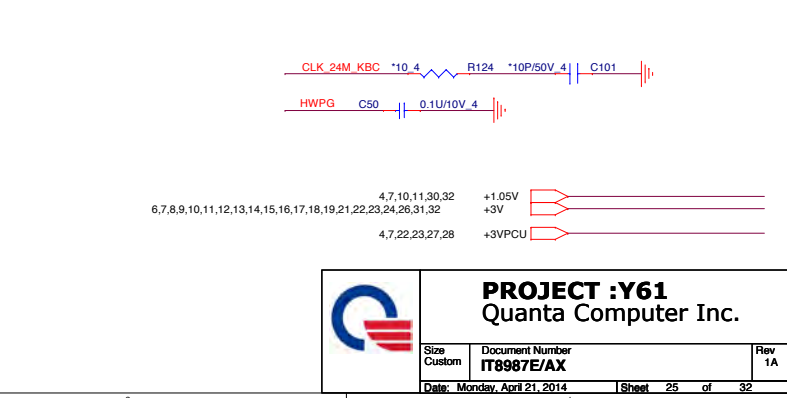 CLK_24M_KBC *10_4 R124 *10P/50V_4 C101
HWPG C50 0.1U/10V_4
4,7,10,11,30,32 +1.05V
6,7,8,9,10,11,12,13,14,15,16,17,18,19,21,22,23,24,26,31,32 +3V
4,7,22,23,27,28 +3VPCU
PROJECT :Y61
Quanta Computer Inc.
Size Document Number Rev
Custom IT8987E/AX 1A
Date: Monday, April 21, 2014 Sheet 25 of 32